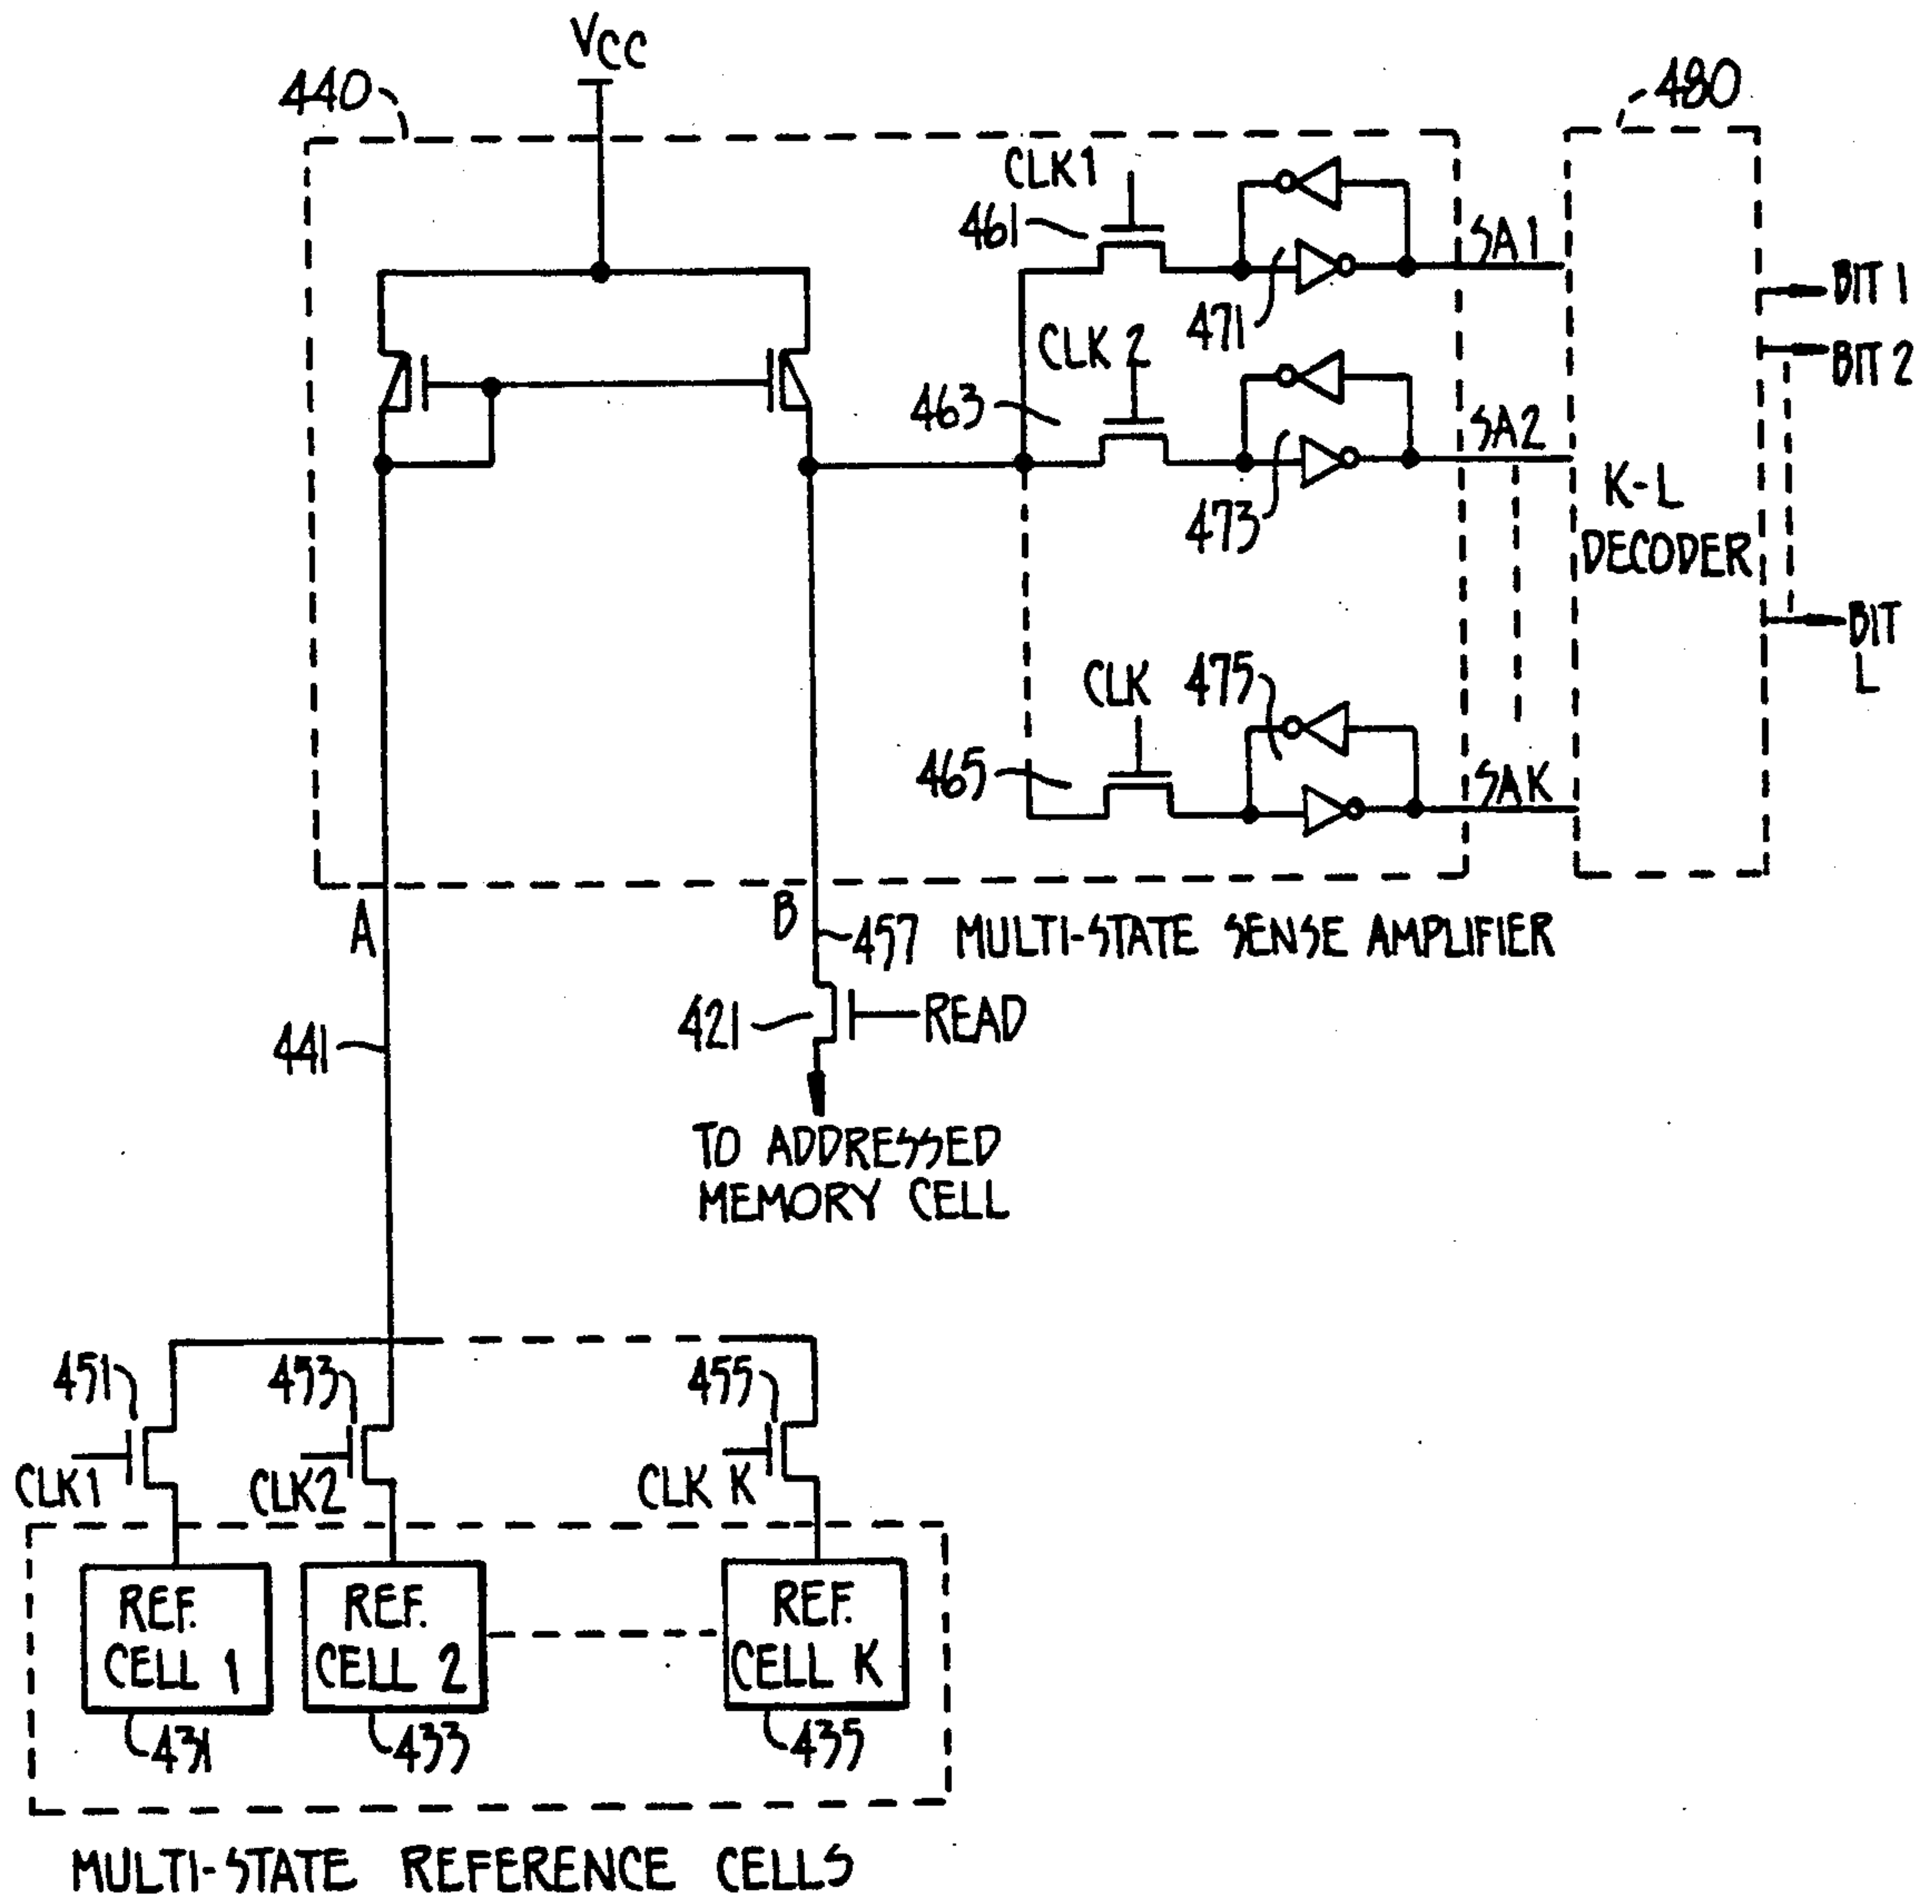 VCC
440
480
CLK1
461
SA1
471
BIT 1
CLK 2
BIT 2
463
SA2
473
K-L
DECODER
BIT
L
CLK
475
465
SAK
A
B
457
MULTI-STATE SENSE AMPLIFIER
421
READ
441
TO ADDRESSED
MEMORY CELL
451
453
455
CLK1
CLK2
CLK K
REF.
CELL 1
REF.
CELL 2
REF.
CELL K
431
433
435
MULTI-STATE REFERENCE CELLS